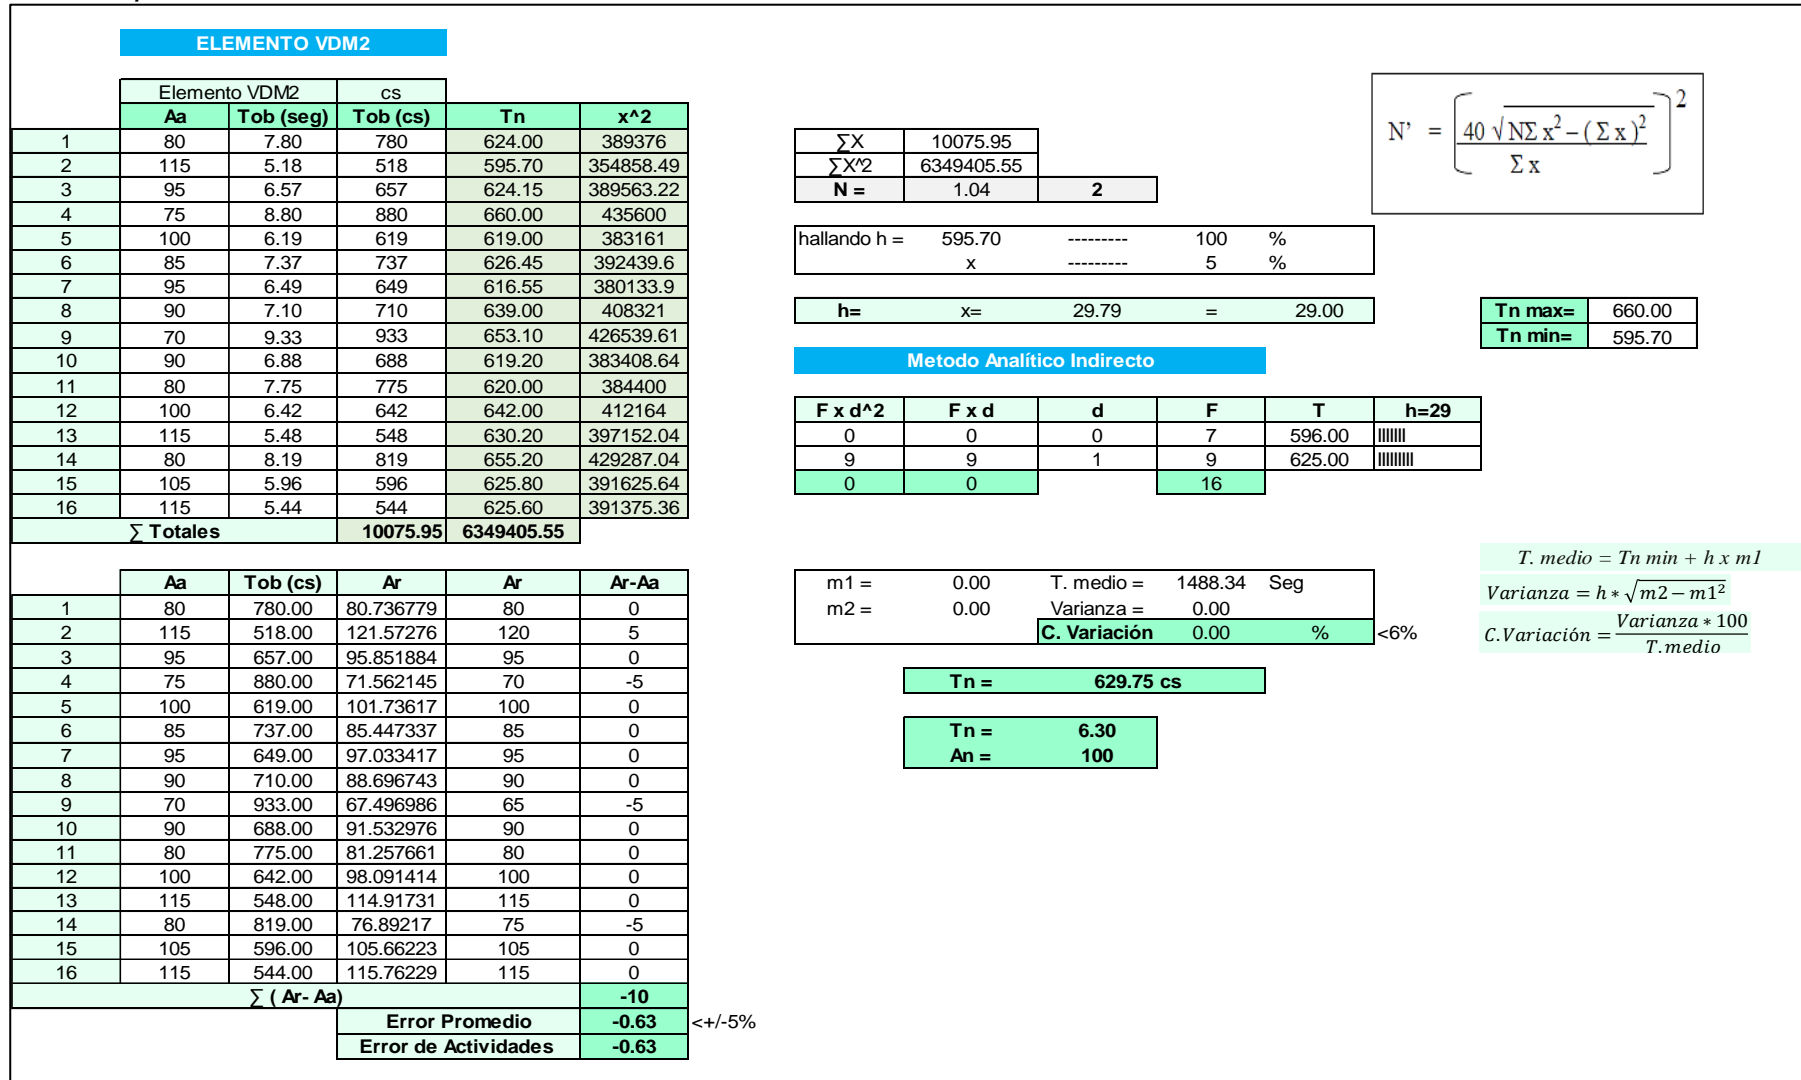 ELEMENTO VDM2
Elemento VDM2 cs
Aa Tob (seg) Tob (cs) Tn x^2
1 80 7.80 780 624.00 389376
2 115 5.18 518 595.70 354858.49
3 95 6.57 657 624.15 389563.22
4 75 8.80 880 660.00 435600
5 100 6.19 619 619.00 383161
6 85 7.37 737 626.45 392439.6
7 95 6.49 649 616.55 380133.9
8 90 7.10 710 639.00 408321
9 70 9.33 933 653.10 426539.61
10 90 6.88 688 619.20 383408.64
11 80 7.75 775 620.00 384400
12 100 6.42 642 642.00 412164
13 115 5.48 548 630.20 397152.04
14 80 8.19 819 655.20 429287.04
15 105 5.96 596 625.80 391625.64
16 115 5.44 544 625.60 391375.36
∑ Totales 10075.95 6349405.55
Aa Tob (cs) Ar Ar Ar-Aa
1 80 780.00 80.736779 80 0
2 115 518.00 121.57276 120 5
3 95 657.00 95.851884 95 0
4 75 880.00 71.562145 70 -5
5 100 619.00 101.73617 100 0
6 85 737.00 85.447337 85 0
7 95 649.00 97.033417 95 0
8 90 710.00 88.696743 90 0
9 70 933.00 67.496986 65 -5
10 90 688.00 91.532976 90 0
11 80 775.00 81.257661 80 0
12 100 642.00 98.091414 100 0
13 115 548.00 114.91731 115 0
14 80 819.00 76.89217 75 -5
15 105 596.00 105.66223 105 0
16 115 544.00 115.76229 115 0
∑ ( Ar- Aa) -10
Error Promedio -0.63 <+/-5%
Error de Actividades -0.63
∑X 10075.95
∑X^2 6349405.55
N = 1.04 2
hallando h = 595.70 --------- 100 %
x --------- 5 %
h= x= 29.79 = 29.00
Metodo Analítico Indirecto
F x d^2 F x d d F T h=29
0 0 0 7 596.00 IIIIIII
9 9 1 9 625.00 IIIIIIIII
0 0 16
m1 = 0.00 T. medio = 1488.34 Seg
m2 = 0.00 Varianza = 0.00
C. Variación 0.00 % <6%
Tn = 629.75 cs
Tn = 6.30
An = 100
N' = [40 √NΣ x² – ( Σ x )² / Σ x]²
Tn max= 660.00
Tn min= 595.70
T. medio = Tn min + h x m1
Varianza = h ∗ √m2 − m1²
C.Variación = Varianza ∗ 100 / T.medio